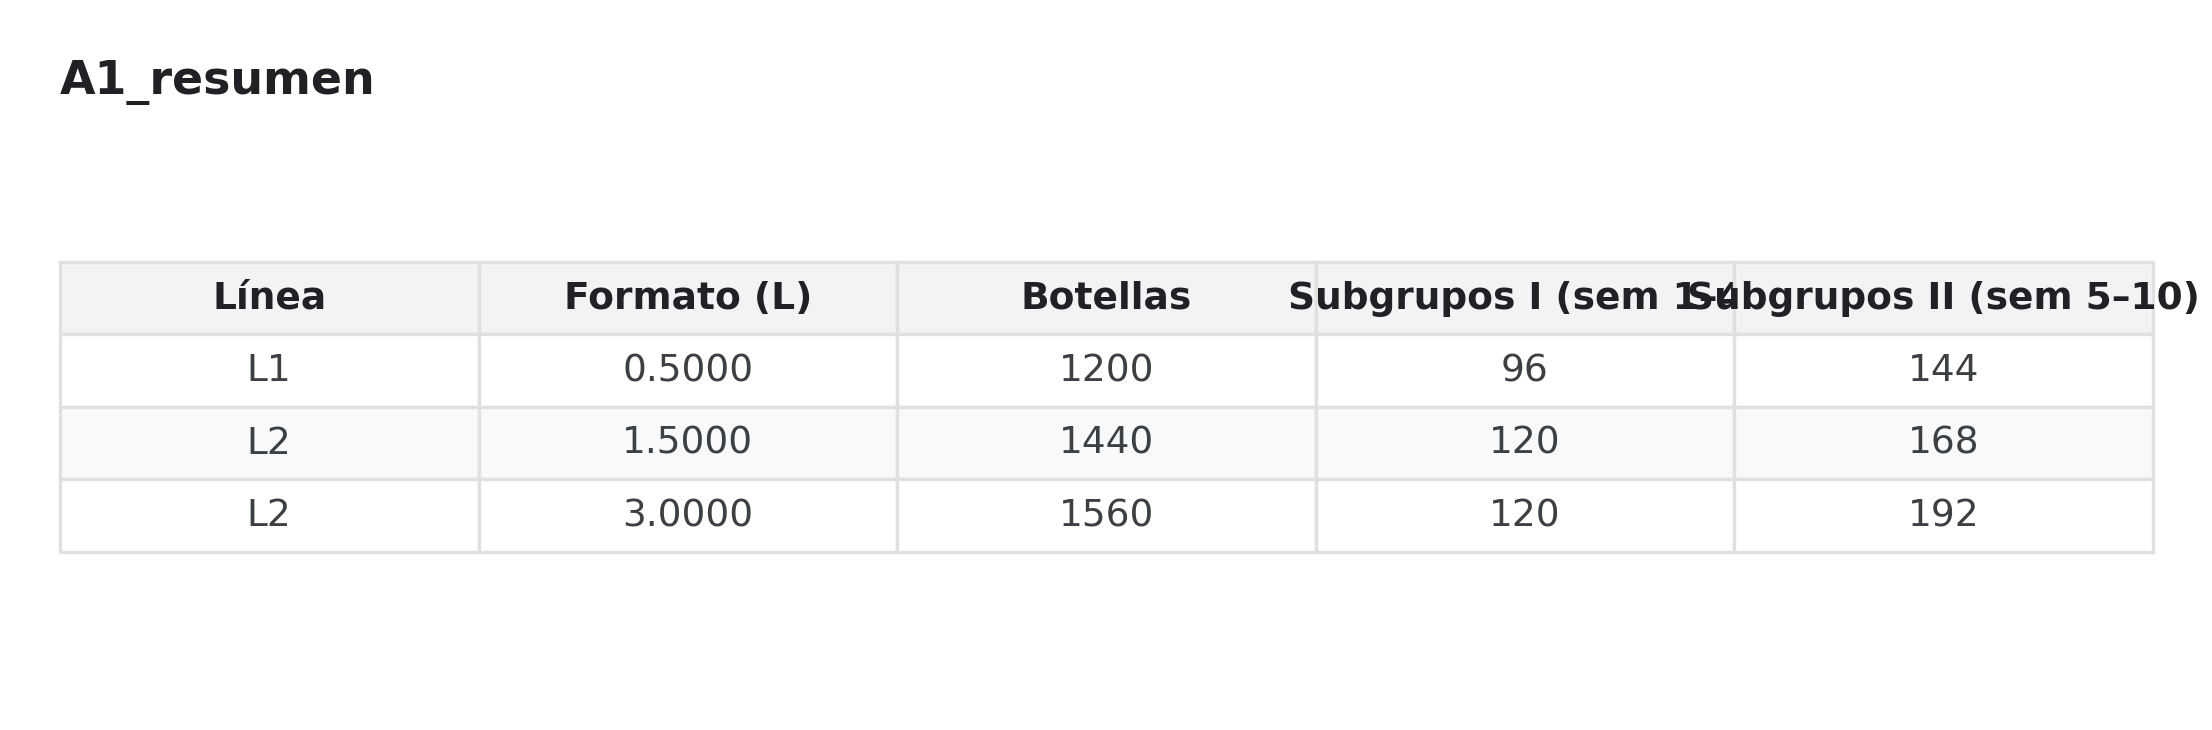 A1_resumen
Línea Formato (L) Botellas Subgrupos I (sem 1–4 Subgrupos II (sem 5–10)
L1 0.5000 1200 96 144
L2 1.5000 1440 120 168
L2 3.0000 1560 120 192